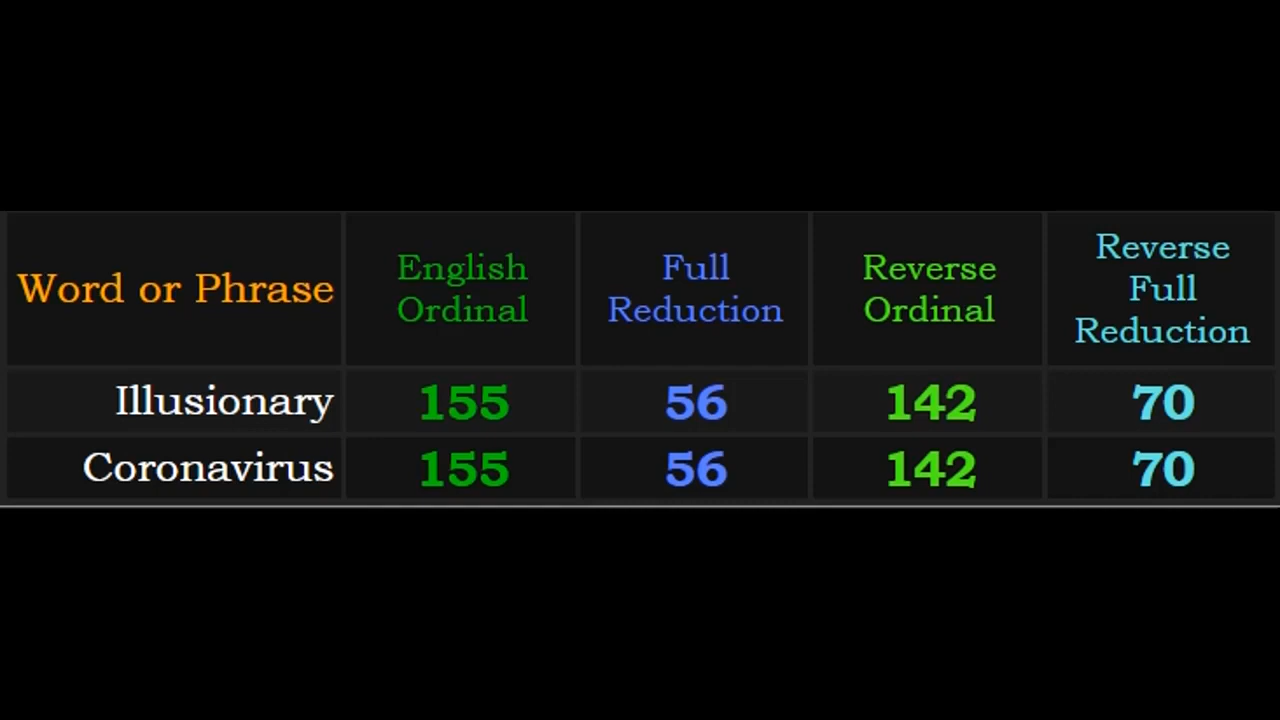 Word or Phrase
English
Ordinal
Full
Reduction
Reverse
Ordinal
Reverse
Full
Reduction
Illusionary 155 56 142 70
Coronavirus 155 56 142 70